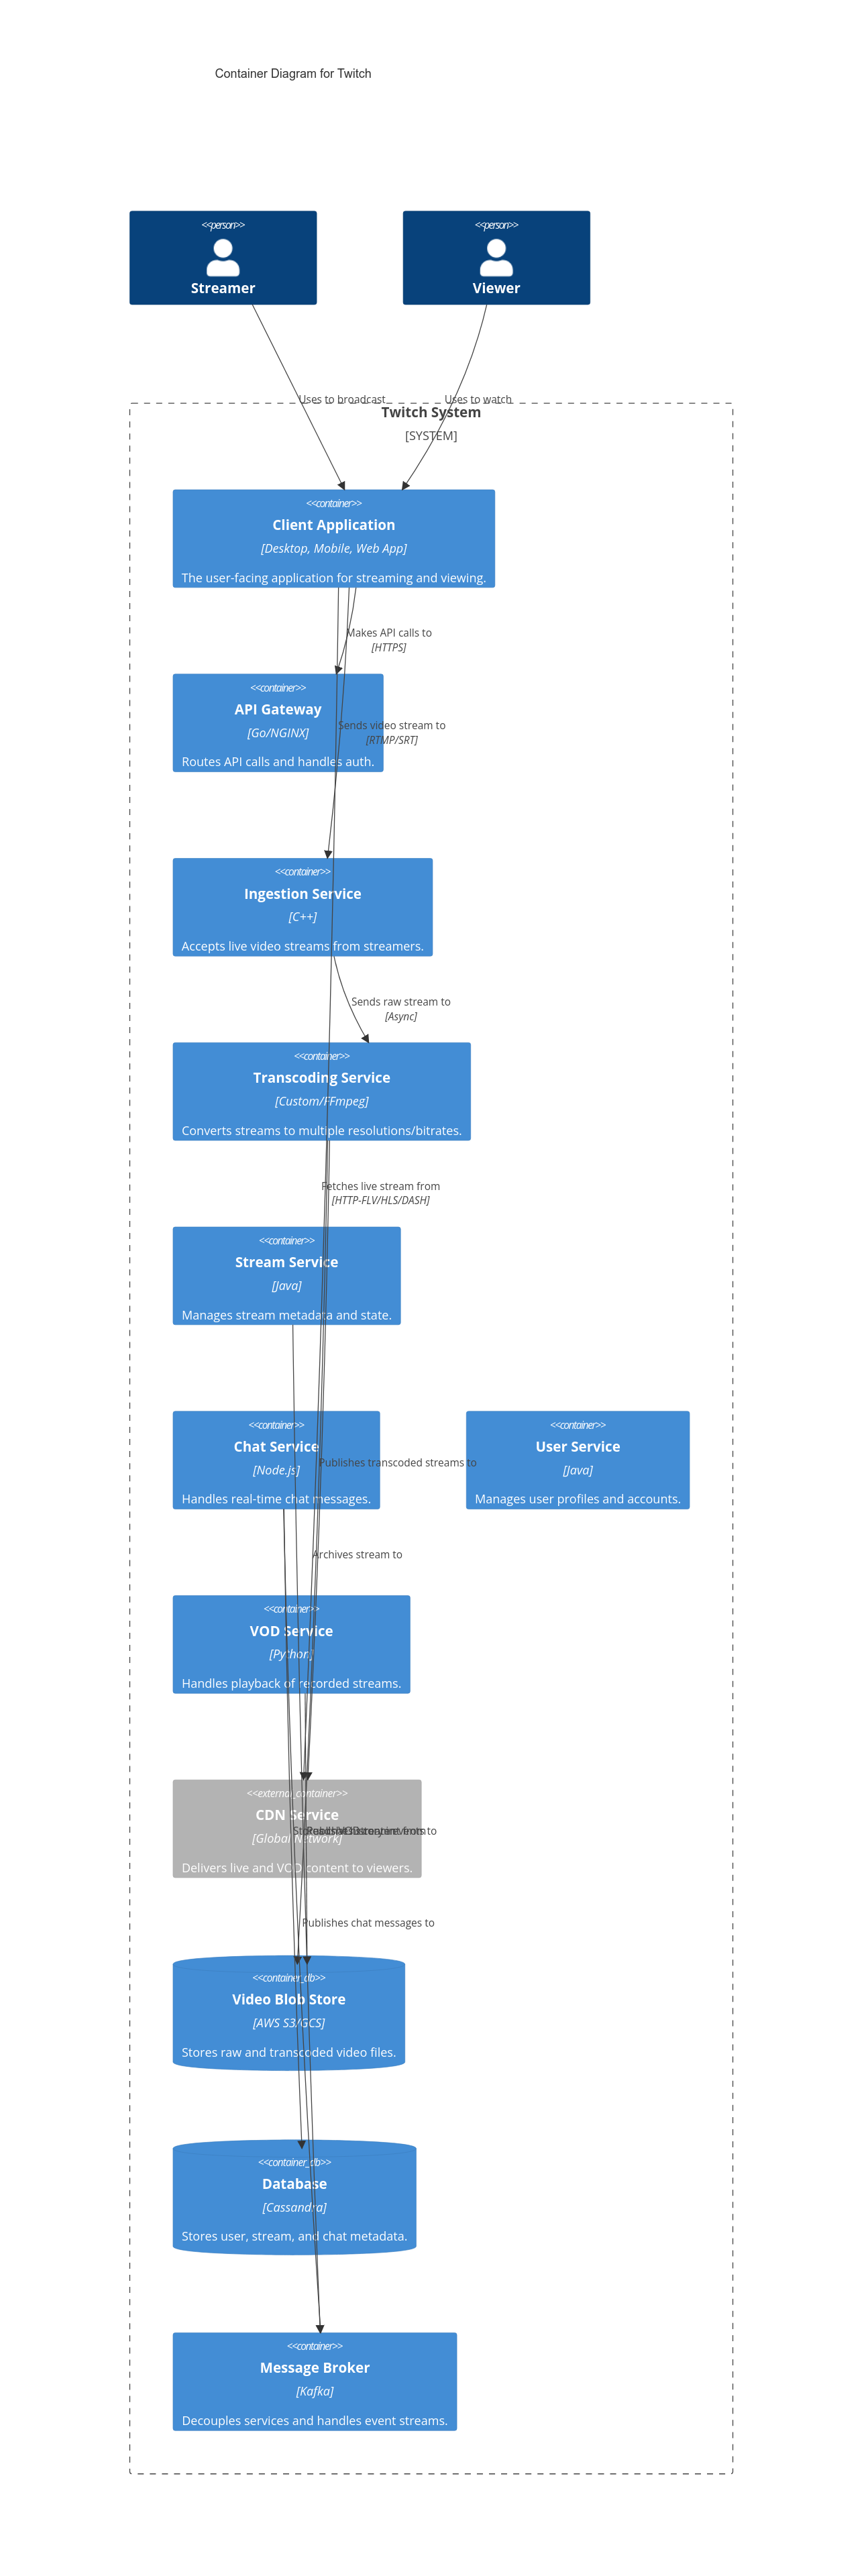 Container Diagram for Twitch
<<person>>
Streamer
<<person>>
Viewer
Uses to broadcast
Uses to watch
Twitch System
[SYSTEM]
<<container>>
Client Application
[Desktop, Mobile, Web App]
The user-facing application for streaming and viewing.
Makes API calls to
[HTTPS]
<<container>>
API Gateway
[Go/NGINX]
Routes API calls and handles auth.
Sends video stream to
[RTMP/SRT]
<<container>>
Ingestion Service
[C++]
Accepts live video streams from streamers.
Sends raw stream to
[Async]
<<container>>
Transcoding Service
[Custom/FFmpeg]
Converts streams to multiple resolutions/bitrates.
Fetches live stream from
[HTTP-FLV/HLS/DASH]
<<container>>
Stream Service
[Java]
Manages stream metadata and state.
<<container>>
Chat Service
[Node.js]
Handles real-time chat messages.
<<container>>
User Service
[Java]
Manages user profiles and accounts.
Publishes transcoded streams to
Archives stream to
<<container>>
VOD Service
[Python]
Handles playback of recorded streams.
<<external_container>>
CDN Service
[Global Network]
Delivers live and VOD content to viewers.
Publishes chat messages to
<<container_db>>
Video Blob Store
[AWS S3/GCS]
Stores raw and transcoded video files.
<<container_db>>
Database
[Cassandra]
Stores user, stream, and chat metadata.
<<container>>
Message Broker
[Kafka]
Decouples services and handles event streams.